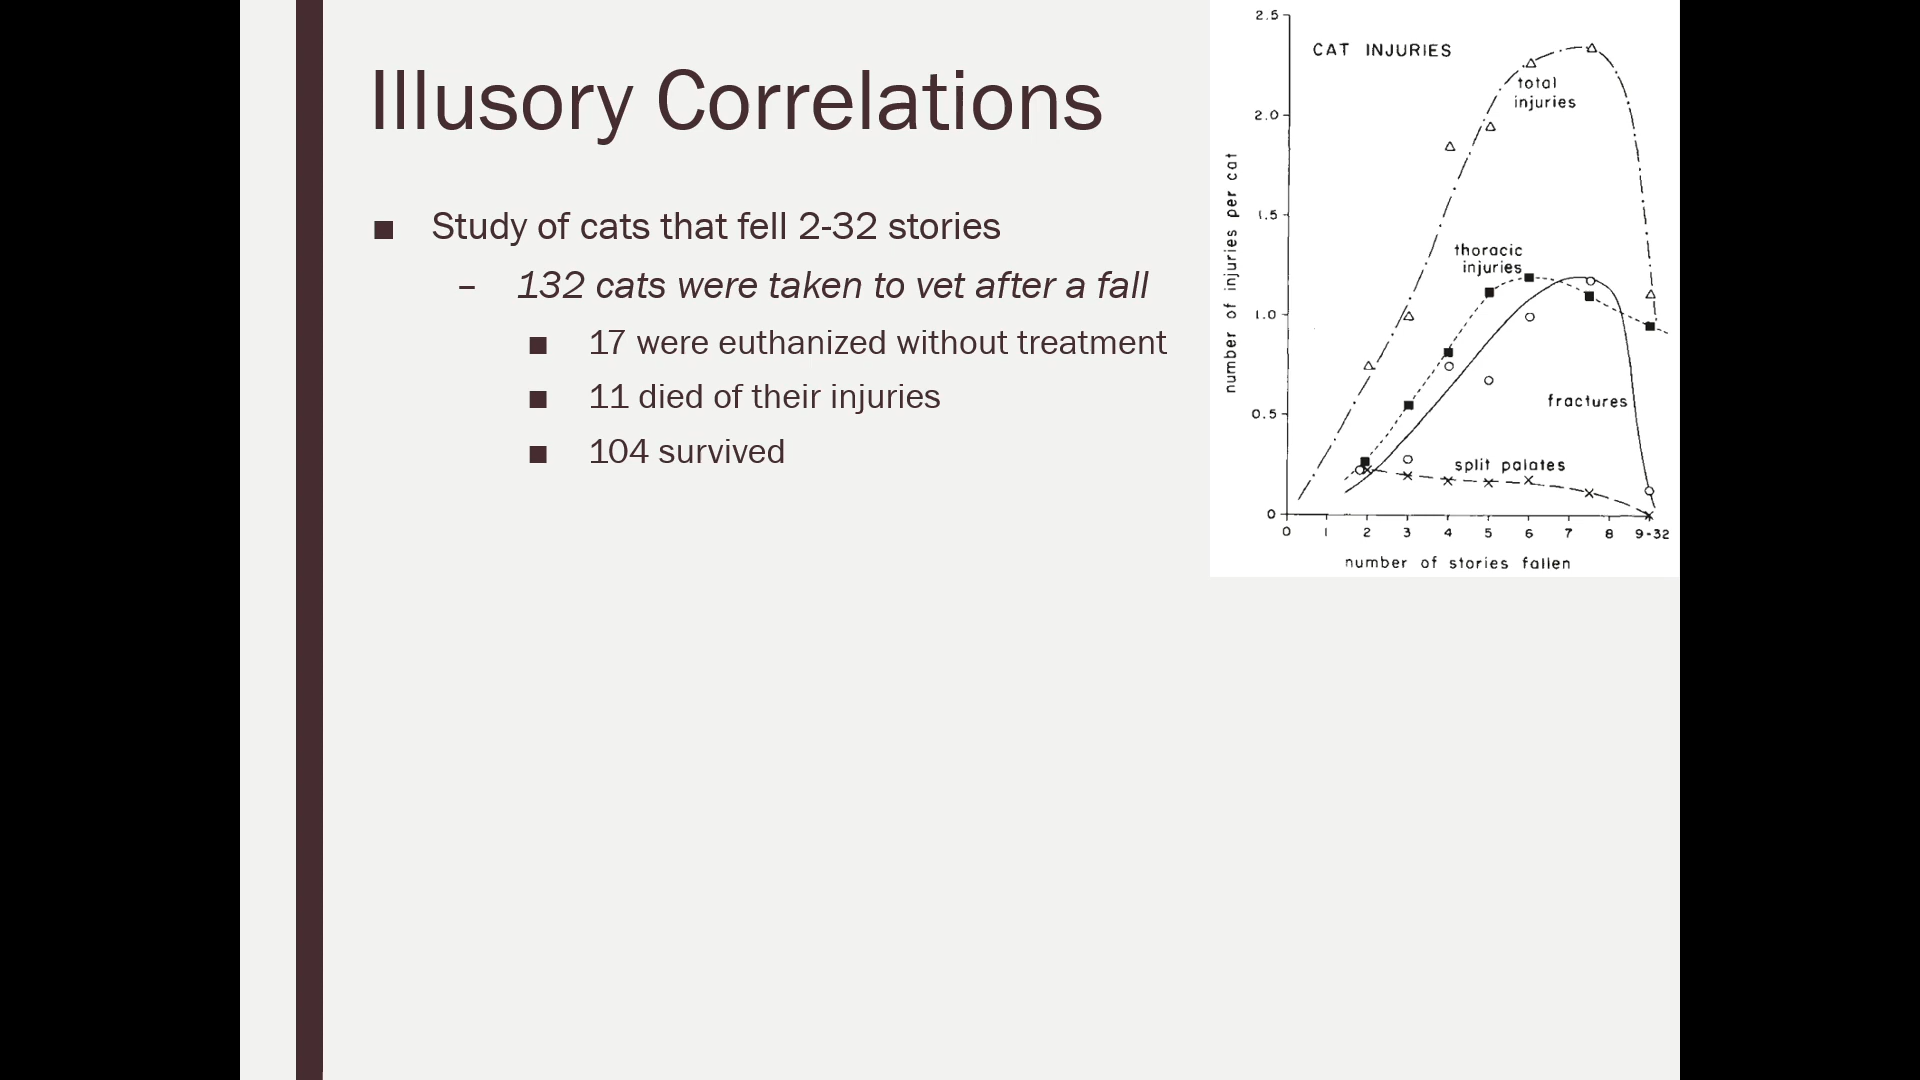 Illusory Correlations
■ Study of cats that fell 2-32 stories
– 132 cats were taken to vet after a fall
■ 17 were euthanized without treatment
■ 11 died of their injuries
■ 104 survived
CAT INJURIES
number of injuries per cat
2.5
2.0
1.5
1.0
0.5
0
total
injuries
thoracic
injuries
fractures
split palates
0 1 2 3 4 5 6 7 8 9-32
number of stories fallen